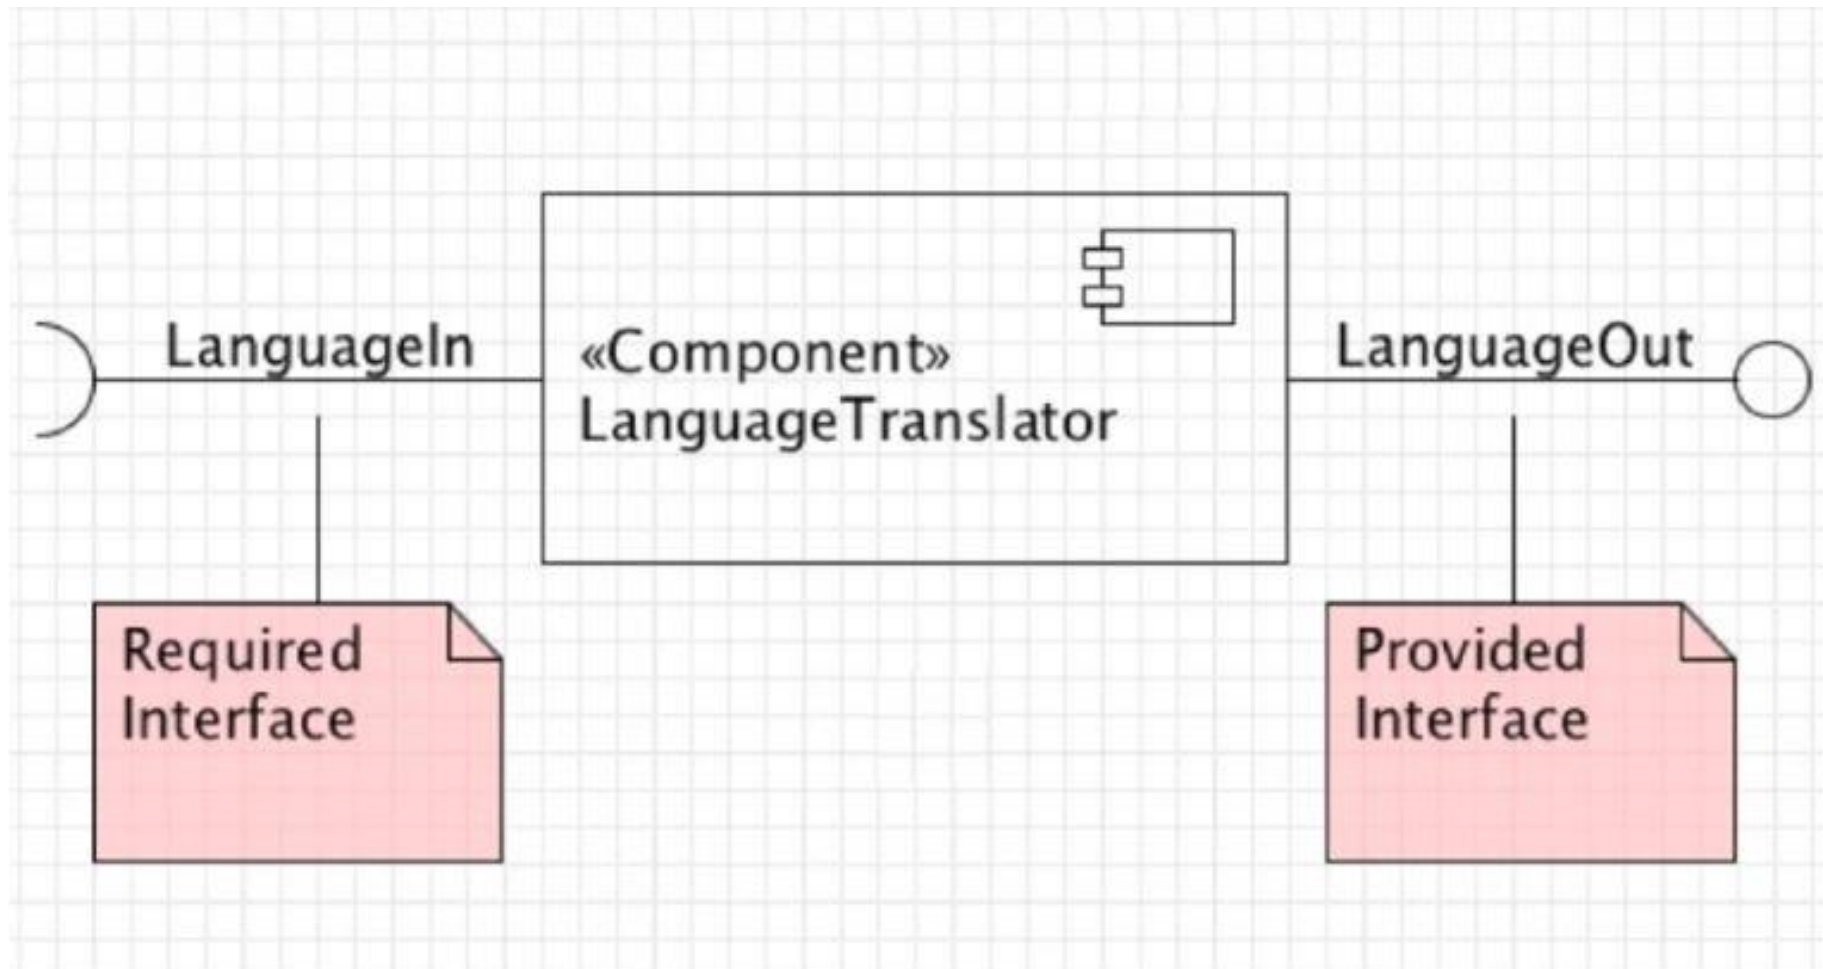 LanguageIn
«Component»
LanguageTranslator
LanguageOut
Required
Interface
Provided
Interface